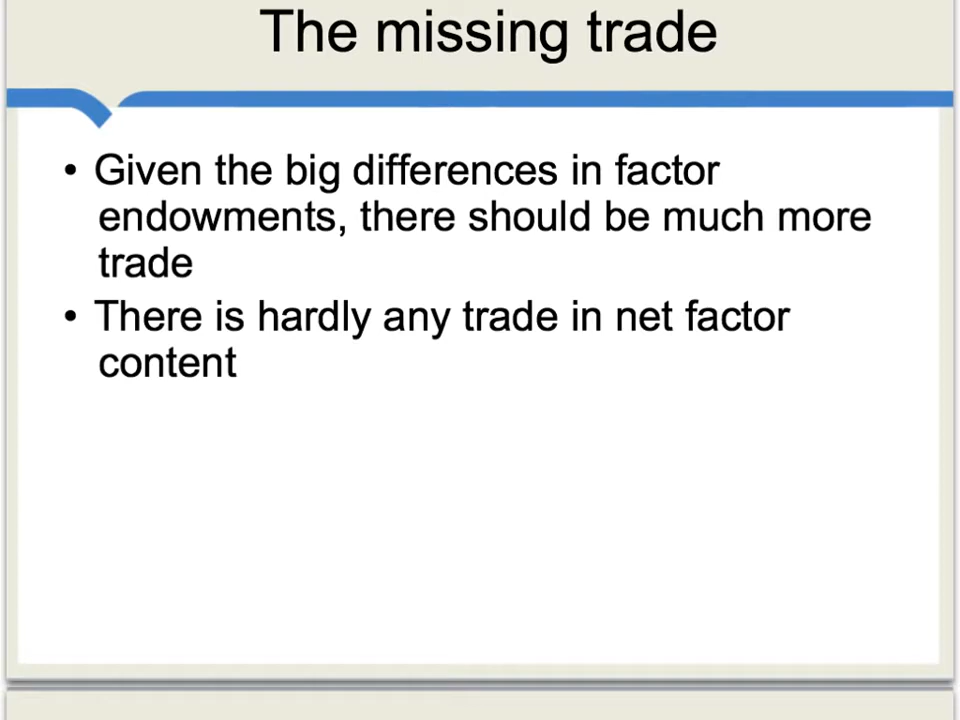 The missing trade
• Given the big differences in factor
endowments, there should be much more
trade
• There is hardly any trade in net factor
content